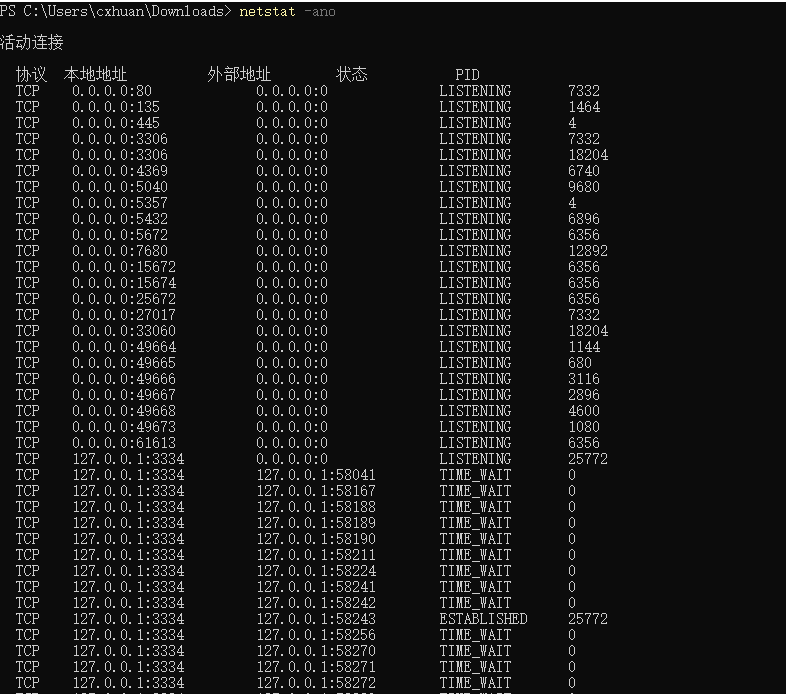 PS C:\Users\cxhuan\Downloads> netstat -ano
活动连接
协议 本地地址 外部地址 状态 PID
TCP 0.0.0.0:80 0.0.0.0:0 LISTENING 7332
TCP 0.0.0.0:135 0.0.0.0:0 LISTENING 1464
TCP 0.0.0.0:445 0.0.0.0:0 LISTENING 4
TCP 0.0.0.0:3306 0.0.0.0:0 LISTENING 7332
TCP 0.0.0.0:3306 0.0.0.0:0 LISTENING 18204
TCP 0.0.0.0:4369 0.0.0.0:0 LISTENING 6740
TCP 0.0.0.0:5040 0.0.0.0:0 LISTENING 9680
TCP 0.0.0.0:5357 0.0.0.0:0 LISTENING 4
TCP 0.0.0.0:5432 0.0.0.0:0 LISTENING 6896
TCP 0.0.0.0:5672 0.0.0.0:0 LISTENING 6356
TCP 0.0.0.0:7680 0.0.0.0:0 LISTENING 12892
TCP 0.0.0.0:15672 0.0.0.0:0 LISTENING 6356
TCP 0.0.0.0:15674 0.0.0.0:0 LISTENING 6356
TCP 0.0.0.0:25672 0.0.0.0:0 LISTENING 6356
TCP 0.0.0.0:27017 0.0.0.0:0 LISTENING 7332
TCP 0.0.0.0:33060 0.0.0.0:0 LISTENING 18204
TCP 0.0.0.0:49664 0.0.0.0:0 LISTENING 1144
TCP 0.0.0.0:49665 0.0.0.0:0 LISTENING 680
TCP 0.0.0.0:49666 0.0.0.0:0 LISTENING 3116
TCP 0.0.0.0:49667 0.0.0.0:0 LISTENING 2896
TCP 0.0.0.0:49668 0.0.0.0:0 LISTENING 4600
TCP 0.0.0.0:49673 0.0.0.0:0 LISTENING 1080
TCP 0.0.0.0:61613 0.0.0.0:0 LISTENING 6356
TCP 127.0.0.1:3334 0.0.0.0:0 LISTENING 25772
TCP 127.0.0.1:3334 127.0.0.1:58041 TIME_WAIT 0
TCP 127.0.0.1:3334 127.0.0.1:58167 TIME_WAIT 0
TCP 127.0.0.1:3334 127.0.0.1:58188 TIME_WAIT 0
TCP 127.0.0.1:3334 127.0.0.1:58189 TIME_WAIT 0
TCP 127.0.0.1:3334 127.0.0.1:58190 TIME_WAIT 0
TCP 127.0.0.1:3334 127.0.0.1:58211 TIME_WAIT 0
TCP 127.0.0.1:3334 127.0.0.1:58224 TIME_WAIT 0
TCP 127.0.0.1:3334 127.0.0.1:58241 TIME_WAIT 0
TCP 127.0.0.1:3334 127.0.0.1:58242 TIME_WAIT 0
TCP 127.0.0.1:3334 127.0.0.1:58243 ESTABLISHED 25772
TCP 127.0.0.1:3334 127.0.0.1:58256 TIME_WAIT 0
TCP 127.0.0.1:3334 127.0.0.1:58270 TIME_WAIT 0
TCP 127.0.0.1:3334 127.0.0.1:58271 TIME_WAIT 0
TCP 127.0.0.1:3334 127.0.0.1:58272 TIME_WAIT 0